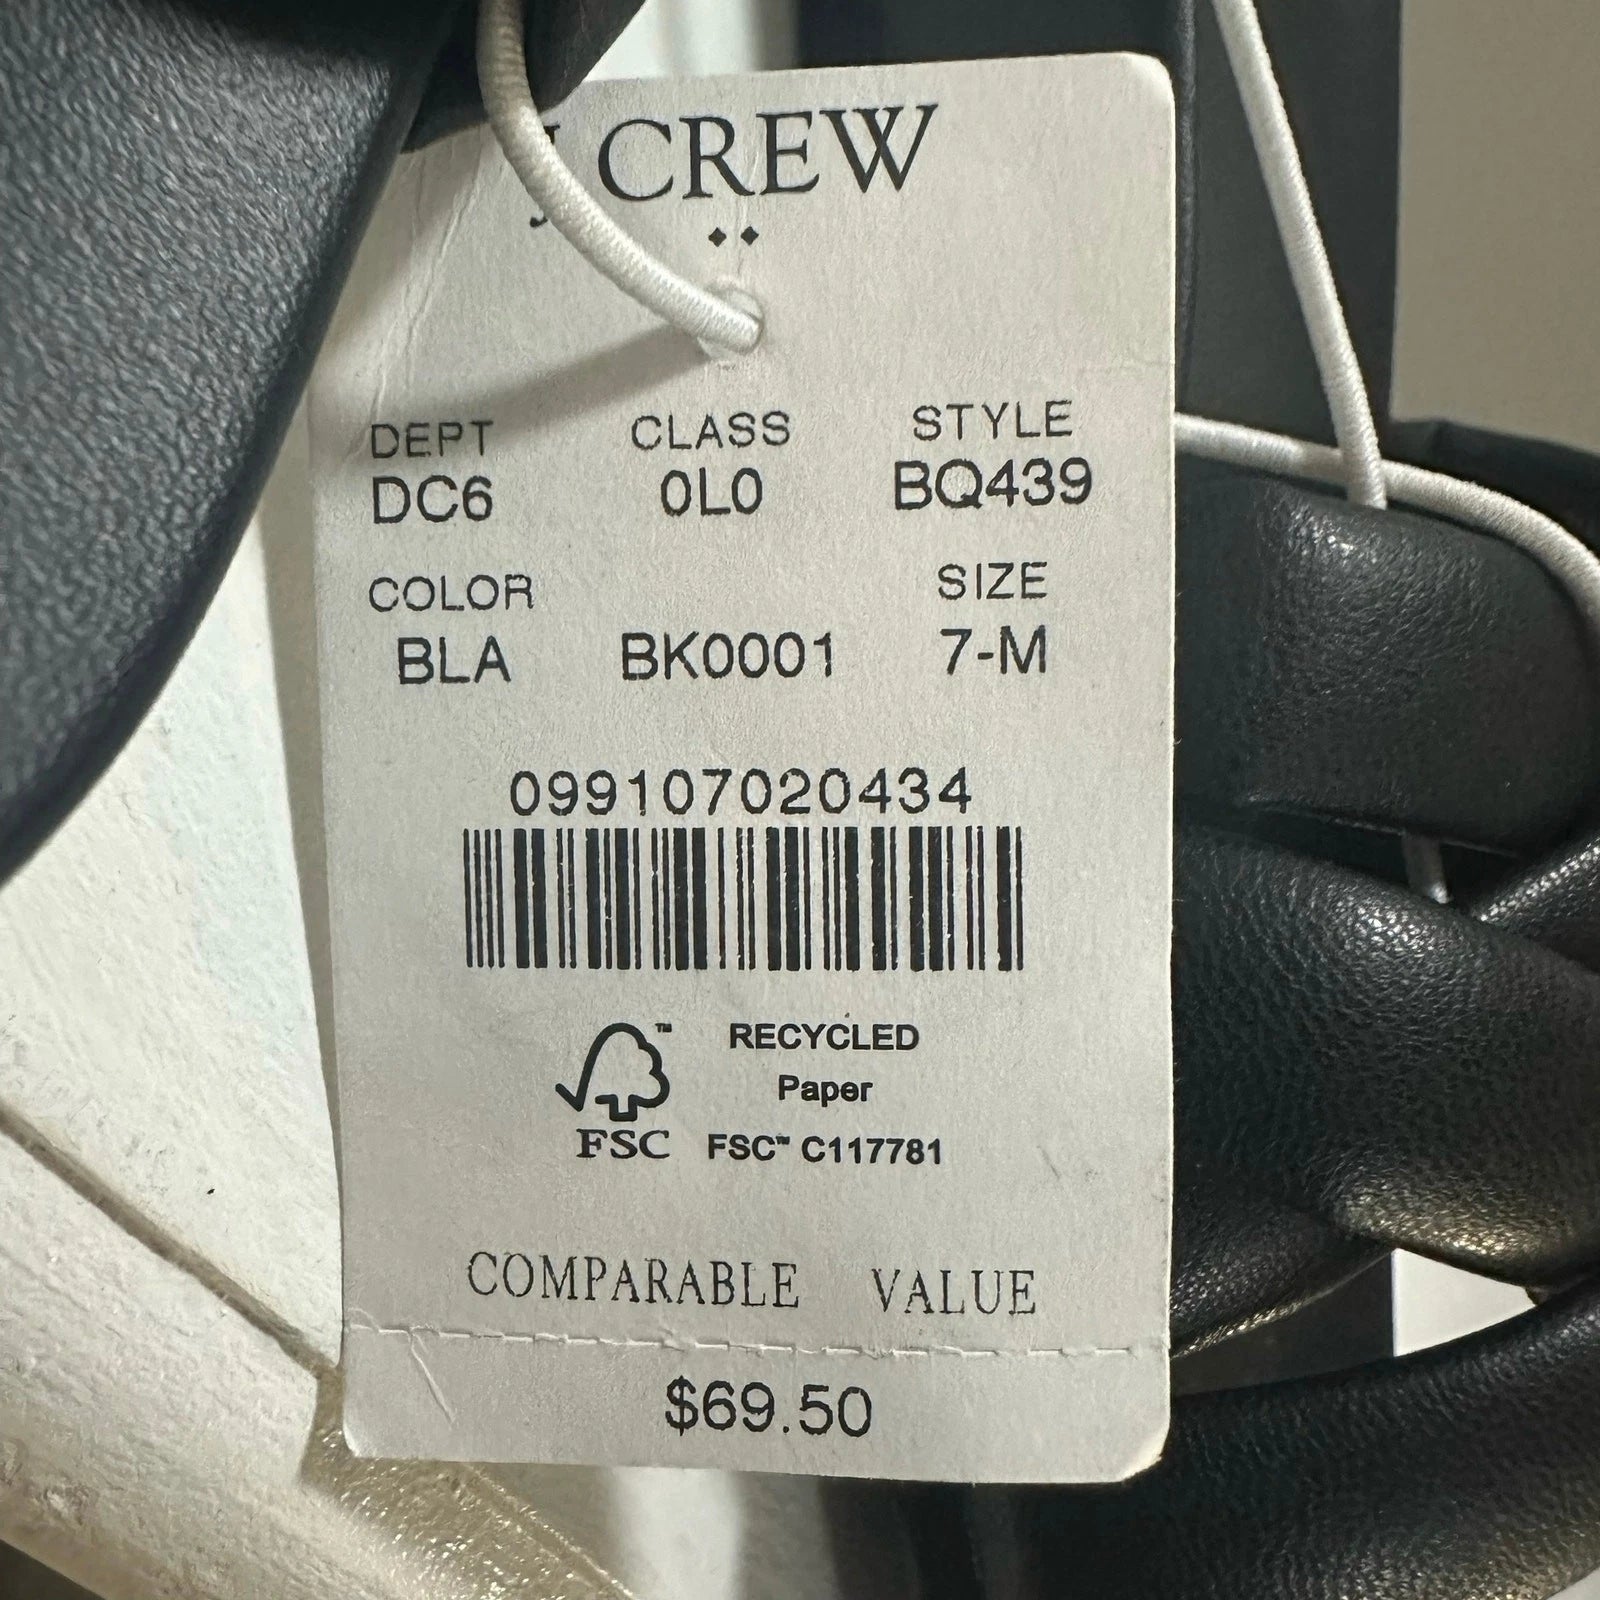 J.CREW
DEPT CLASS STYLE
DC6 0L0 BQ439
COLOR SIZE
BLA BK0001 7-M
099107020434
RECYCLED
Paper
FSC™ C117781
FSC
COMPARABLE VALUE
$69.50